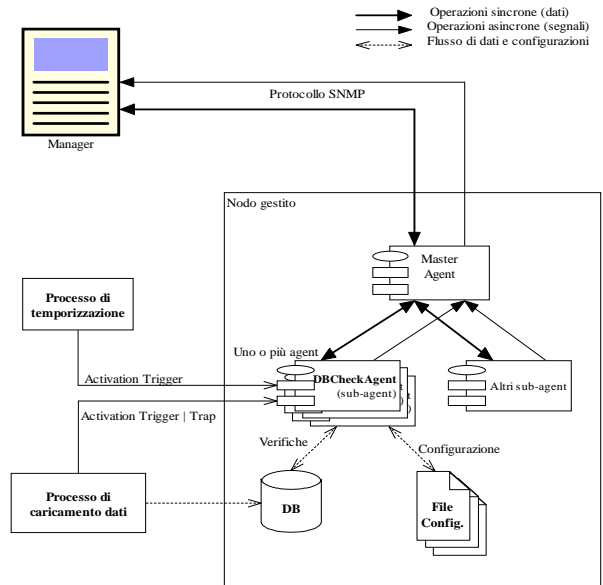 Operazioni sincrone (dati)
Operazioni asincrone (segnali)
Flusso di dati e configurazioni
Protocollo SNMP
Manager
Nodo gestito
Master
Agent
Processo di
temporizzazione
Uno o più agent
Activation Trigger
DBCheckAgent
(sub-agent)
Altri sub-agent
Activation Trigger | Trap
Verifiche
Configurazione
Processo di
caricamento dati
DB
File
Config.